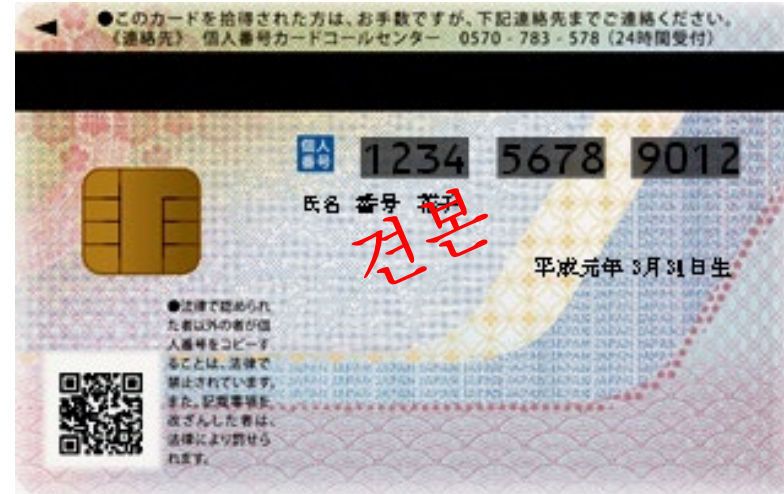 ●このカードを拾得された方は、お手数ですが、下記連絡先までご連絡ください。
《連絡先》 個人番号カードコールセンター 0570-783-578（24時間受付）
個人番号 1234 5678 9012
氏名 番号 花子
견본
平成元年 3月31日生
●法律で認められ
た者以外の者が個
人番号をコピーす
ることは、法律で
禁止されています。
また、記載事項を
改ざんした者は、
法律により罰せら
れます。